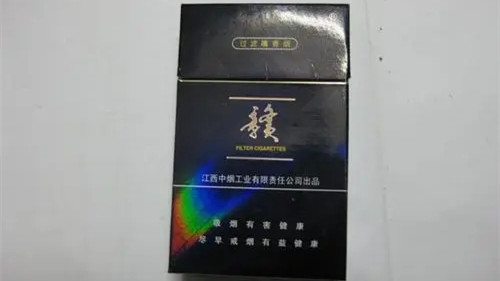 过滤嘴香烟
赣
FILTER CIGARETTES
江西中烟工业有限责任公司出品
吸烟有害健康
尽早戒烟有益健康